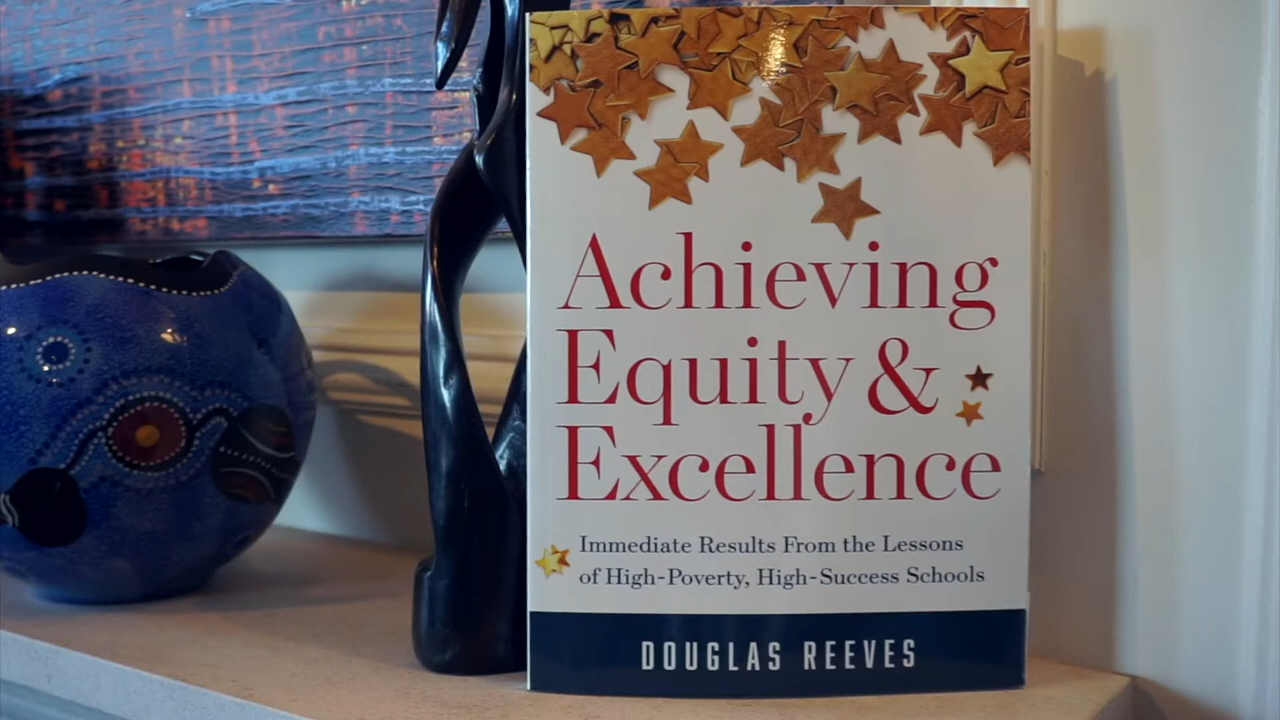 Achieving
Equity &
Excellence
Immediate Results From the Lessons
of High-Poverty, High-Success Schools
DOUGLAS REEVES